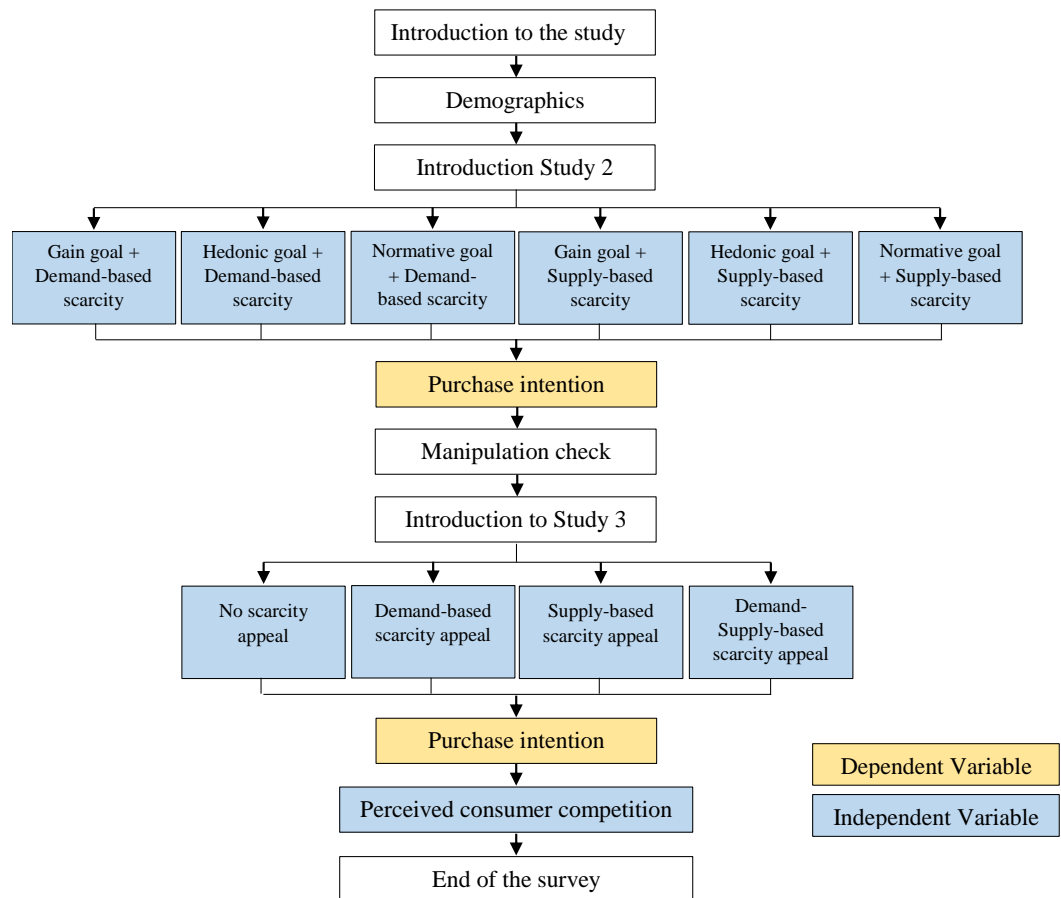 Introduction to the study
Demographics
Introduction Study 2
Gain goal +
Demand-based
scarcity
Hedonic goal +
Demand-based
scarcity
Normative goal
+ Demand-
based scarcity
Gain goal +
Supply-based
scarcity
Hedonic goal +
Supply-based
scarcity
Normative goal
+ Supply-based
scarcity
Purchase intention
Manipulation check
Introduction to Study 3
No scarcity
appeal
Demand-based
scarcity appeal
Supply-based
scarcity appeal
Demand-
Supply-based
scarcity appeal
Purchase intention
Perceived consumer competition
End of the survey
Dependent Variable
Independent Variable